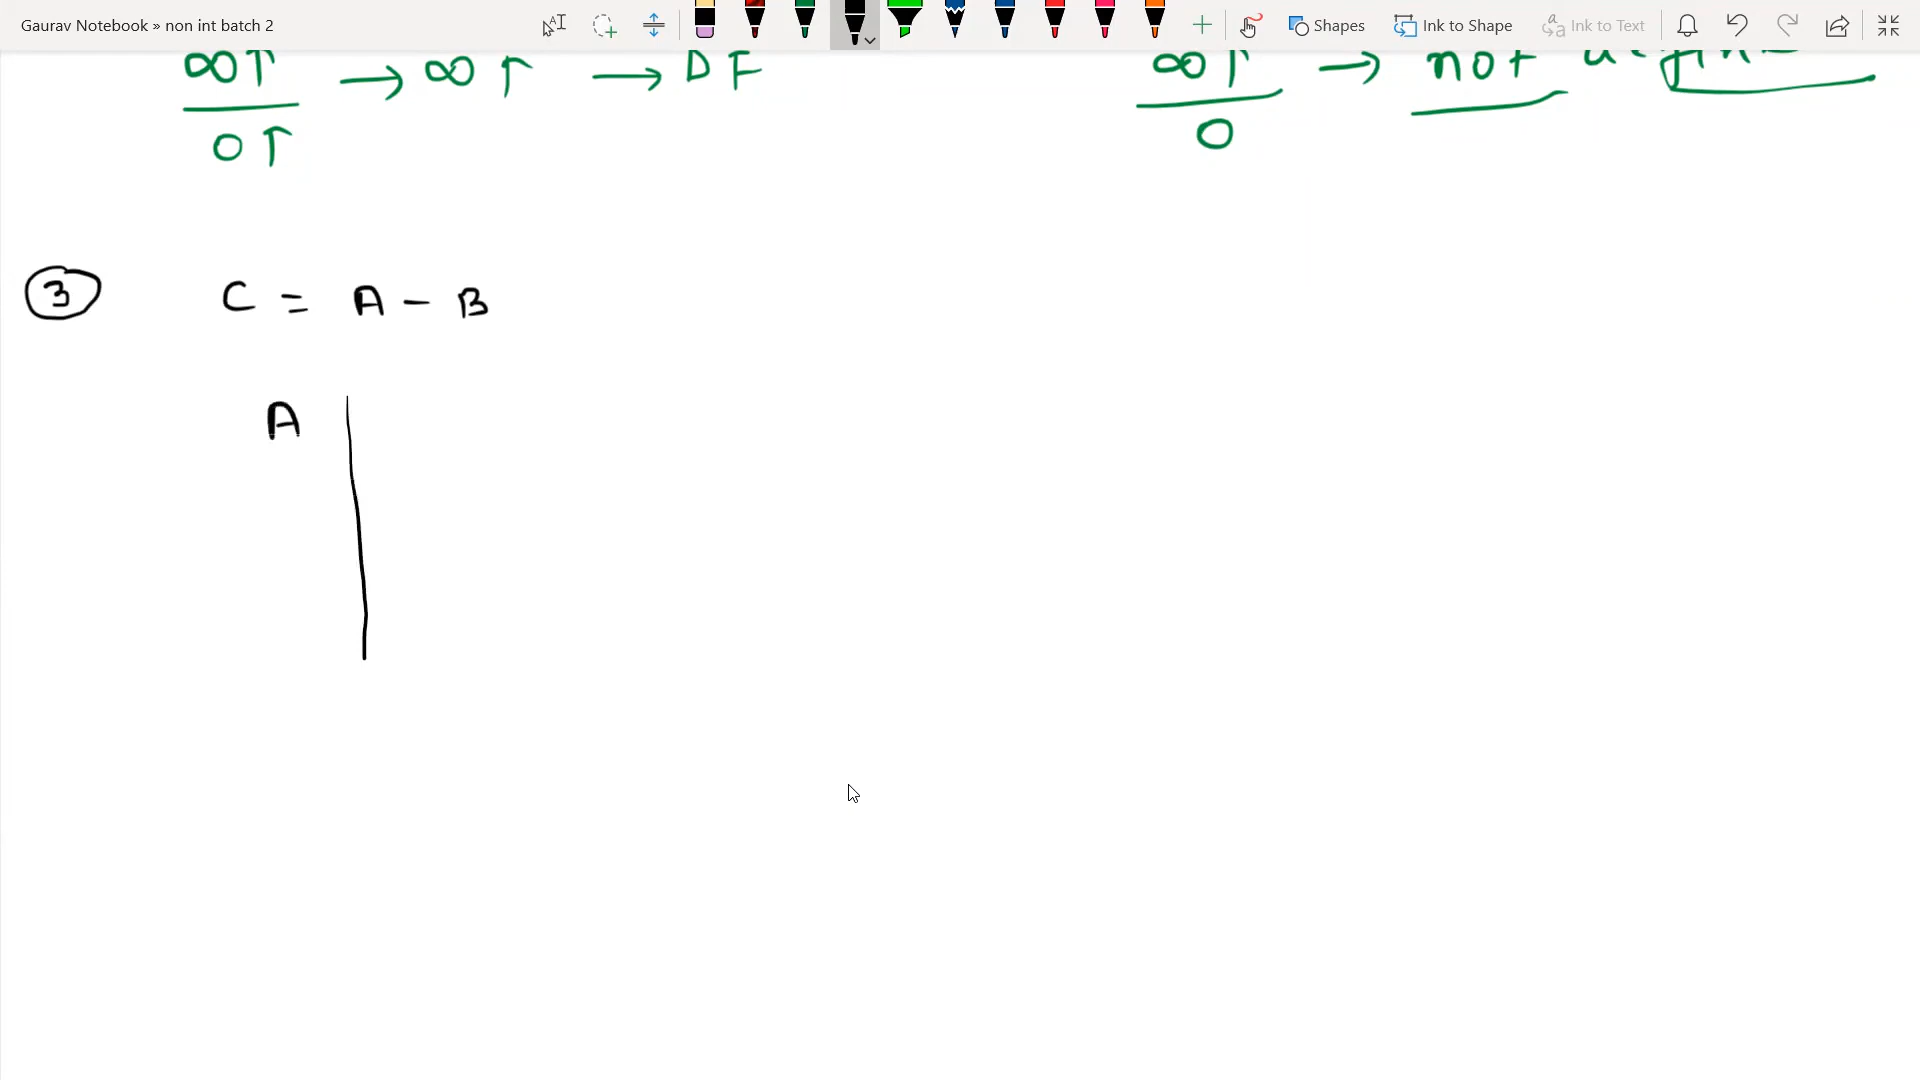 Gaurav Notebook » non int batch 2
Shapes Ink to Shape Ink to Text
∞↑ → ∞ ↑ → DF
0↑
∞↑ → not
0
3 C = A - B
A